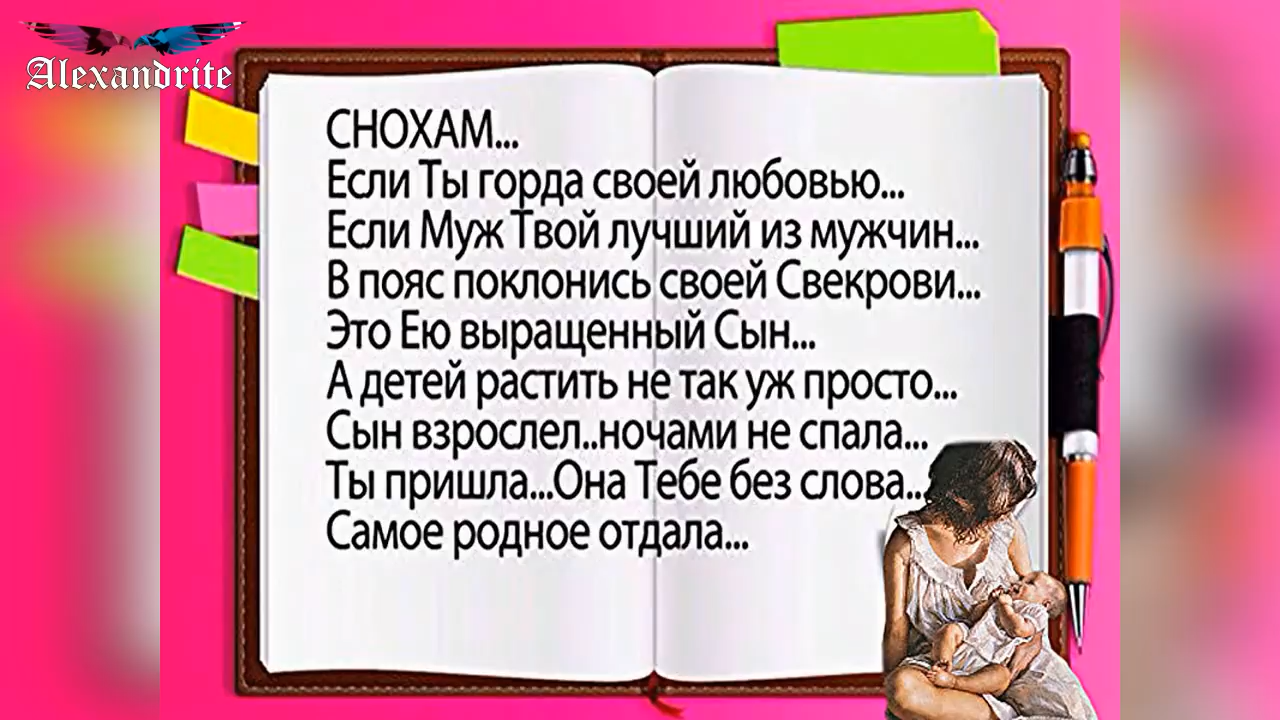 Alexandrite
СНОХАМ...
Если Ты горда своей любовью...
Если Муж Твой лучший из мужчин...
В пояс поклонись своей Свекрови...
Это Ею выращенный Сын...
А детей растить не так уж просто...
Сын взрослел..ночами не спала...
Ты пришла...Она Тебе без слова...
Самое родное отдала...